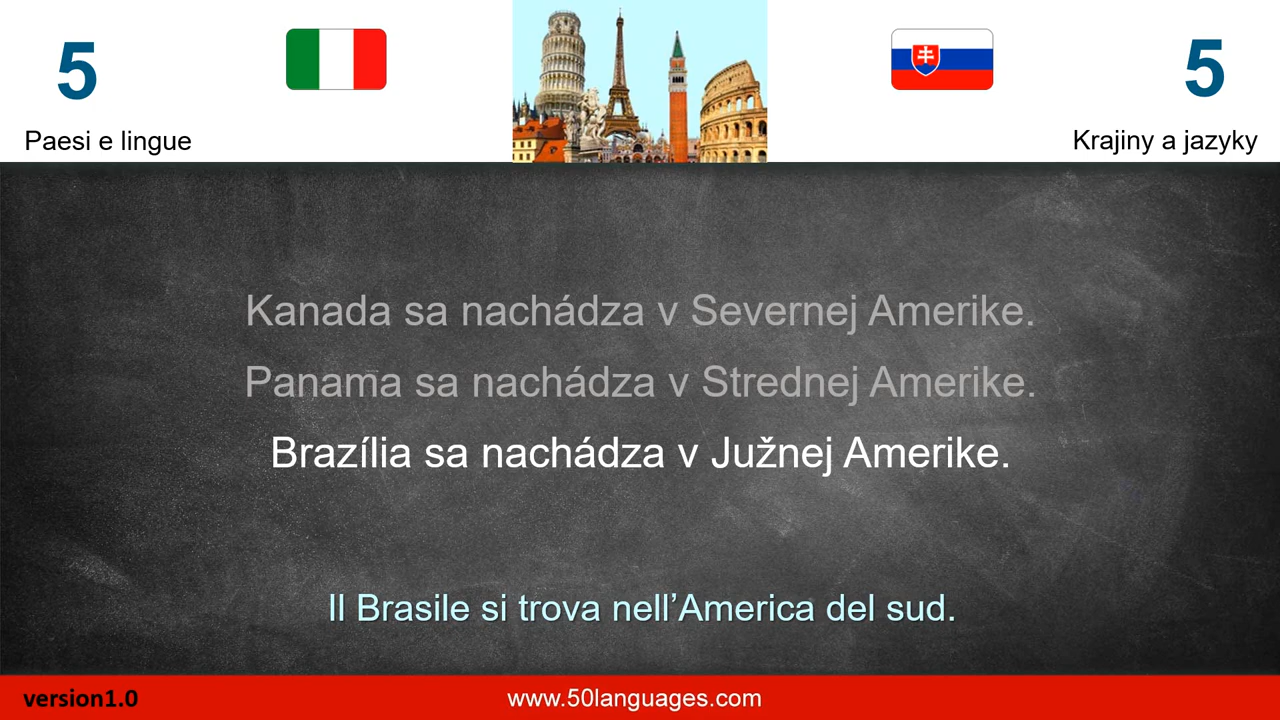 5
5
Paesi e lingue
Krajiny a jazyky
Kanada sa nachádza v Severnej Amerike.
Panama sa nachádza v Strednej Amerike.
Brazília sa nachádza v Južnej Amerike.
Il Brasile si trova nell’America del sud.
version1.0
www.50languages.com